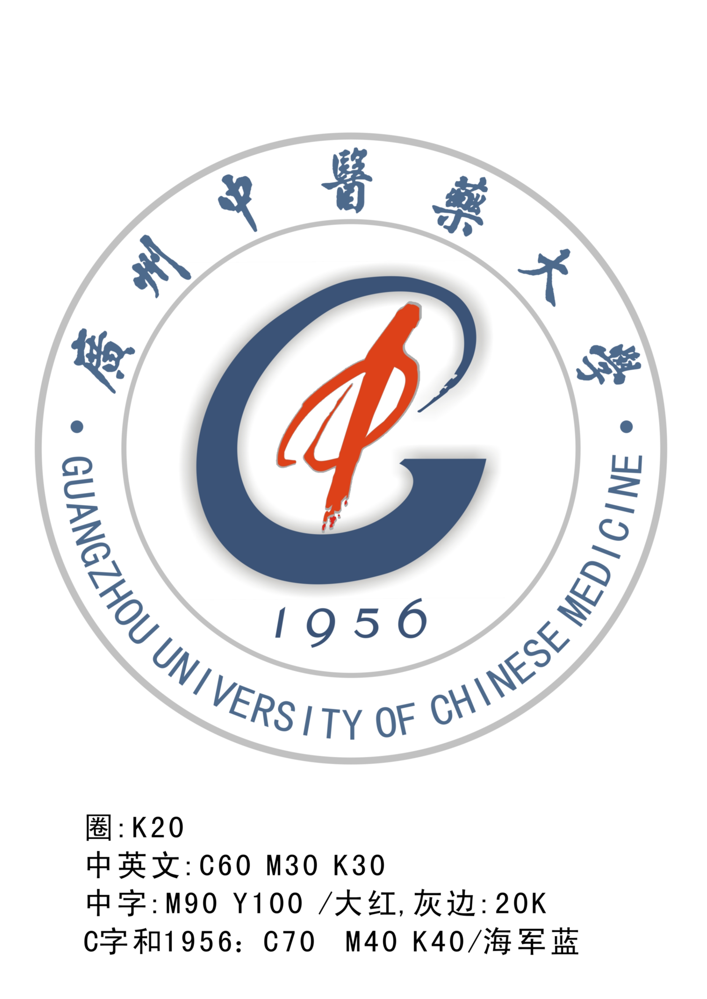 廣州中醫藥大學
中
GUANGZHOU UNIVERSITY OF CHINESE MEDICINE
1956
圈:K20
中英文:C60 M30 K30
中字:M90 Y100 /大红,灰边:20K
C字和1956：C70 M40 K40/海军蓝